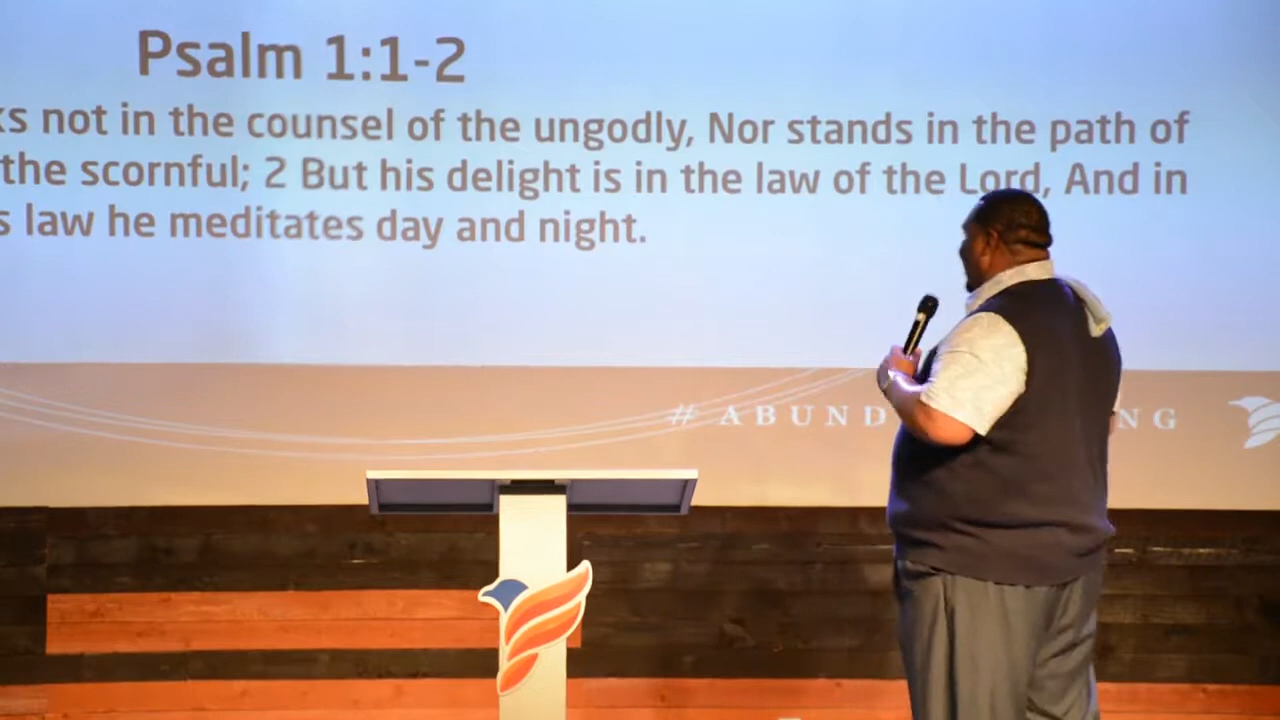 Psalm 1:1-2
not in the counsel of the ungodly, Nor stands in the path of
the scornful; 2 But his delight is in the law of the Lord, And in
law he meditates day and night.
# ABUND NG